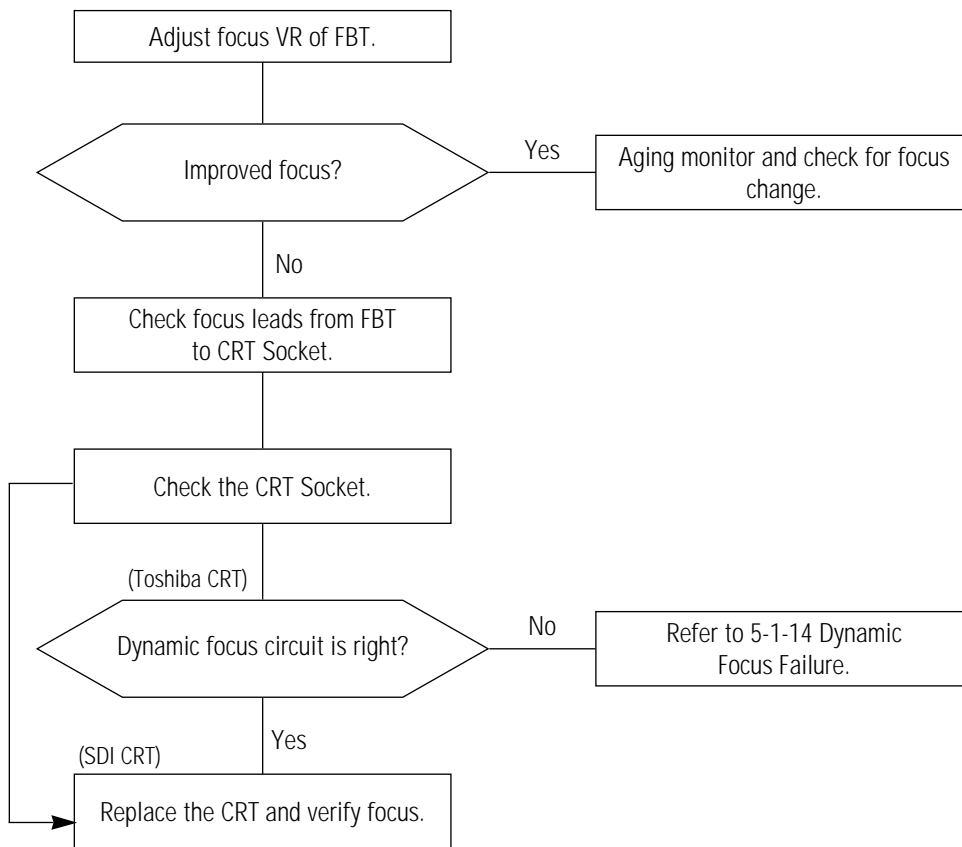 Adjust focus VR of FBT.
Improved focus?
Yes
Aging monitor and check for focus
change.
No
Check focus leads from FBT
to CRT Socket.
Check the CRT Socket.
(Toshiba CRT)
Dynamic focus circuit is right?
No
Refer to 5-1-14 Dynamic
Focus Failure.
Yes
(SDI CRT)
Replace the CRT and verify focus.